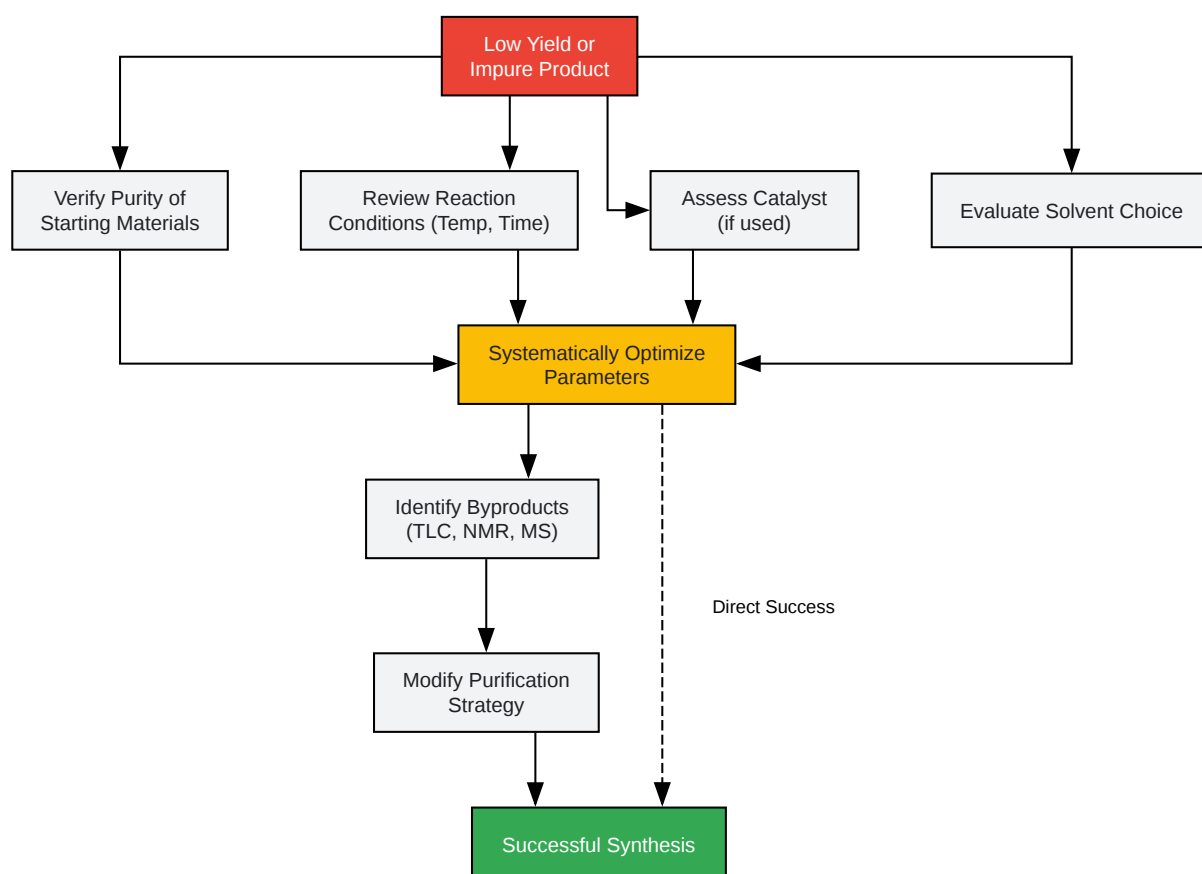 Low Yield or
Impure Product
Verify Purity of
Starting Materials
Review Reaction
Conditions (Temp, Time)
Assess Catalyst
(if used)
Evaluate Solvent Choice
Systematically Optimize
Parameters
Identify Byproducts
(TLC, NMR, MS)
Direct Success
Modify Purification
Strategy
Successful Synthesis